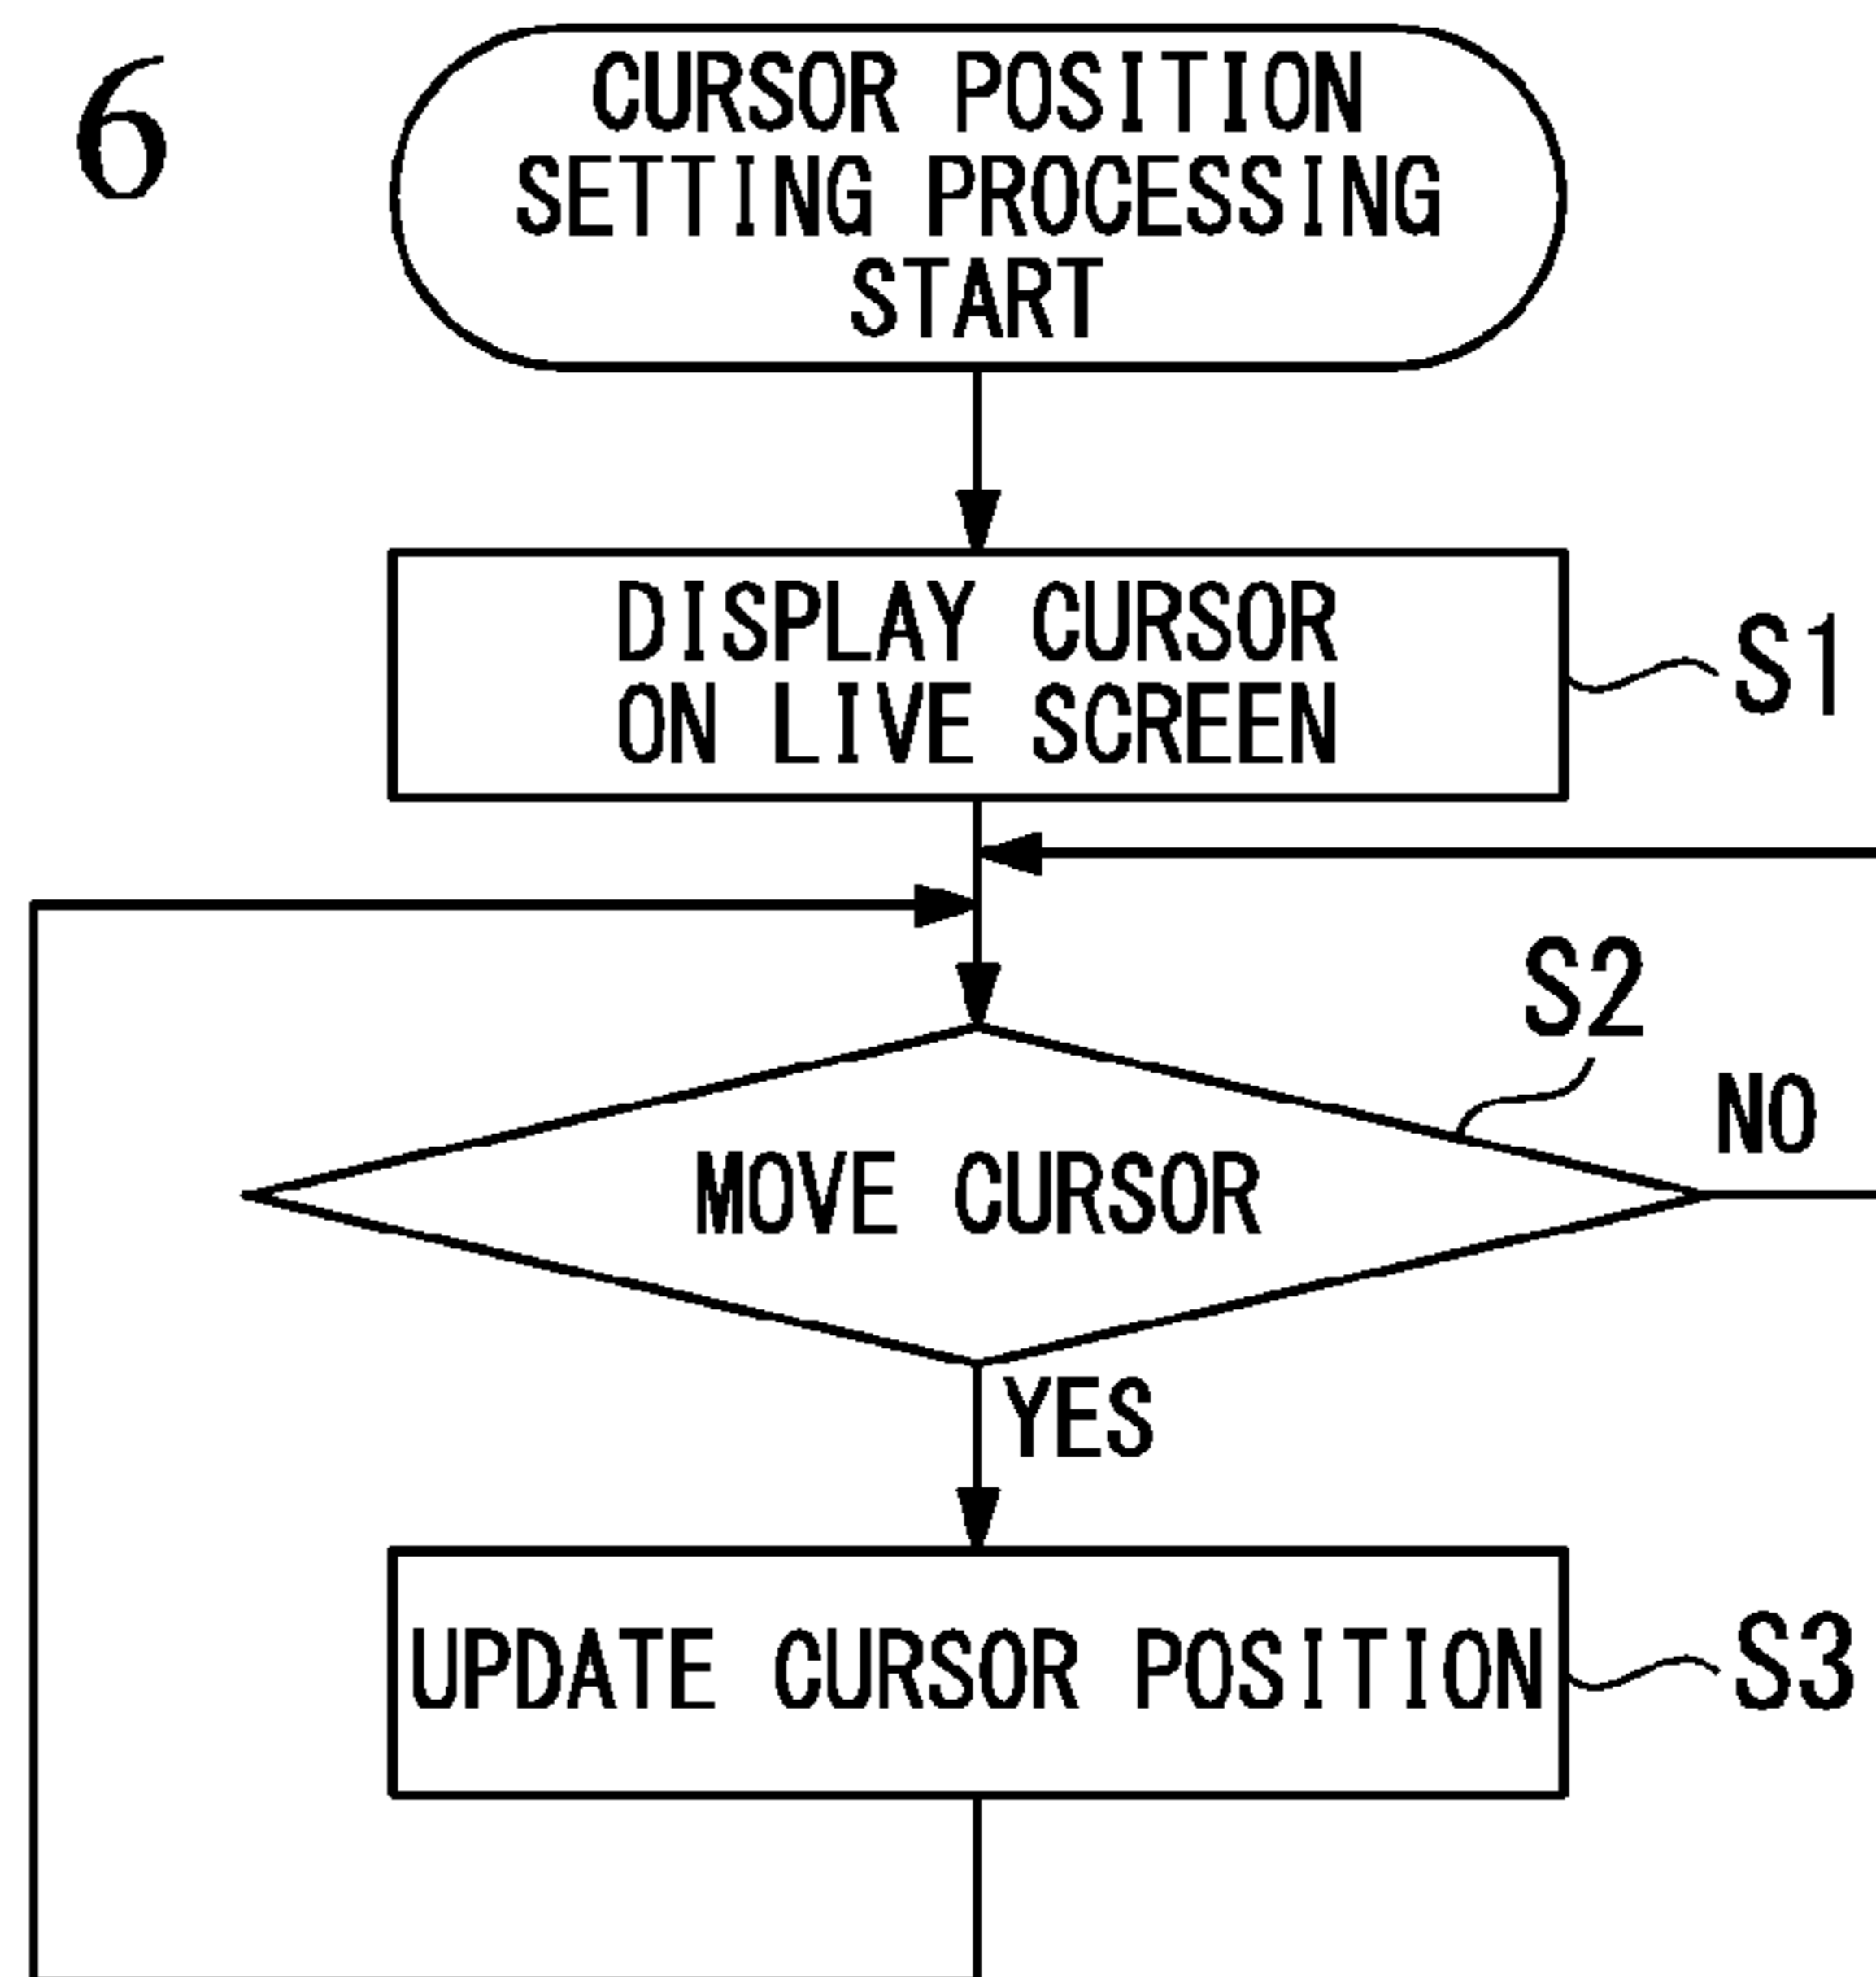 6
CURSOR POSITION
SETTING PROCESSING
START
DISPLAY CURSOR
ON LIVE SCREEN
S1
S2
NO
MOVE CURSOR
YES
UPDATE CURSOR POSITION
S3